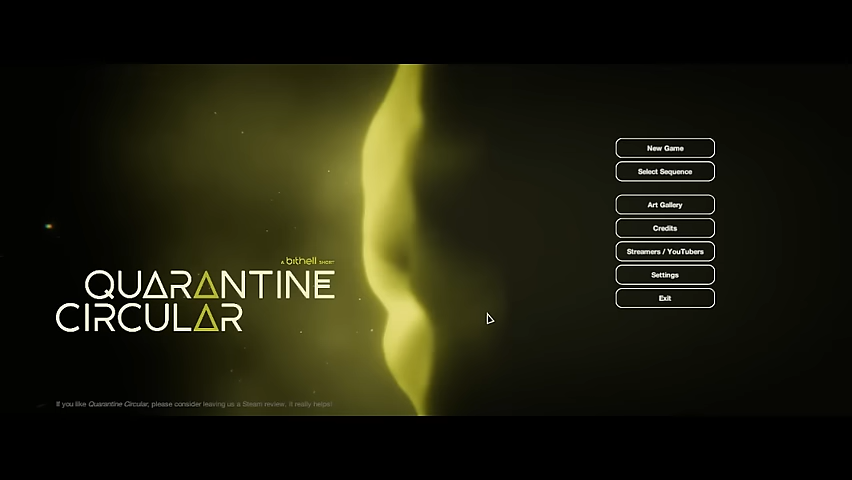 A bithell SHORT
QUARANTINE
CIRCULAR
If you like Quarantine Circular, please consider leaving us a Steam review, it really helps!
New Game
Select Sequence
Art Gallery
Credits
Streamers / YouTubers
Settings
Exit